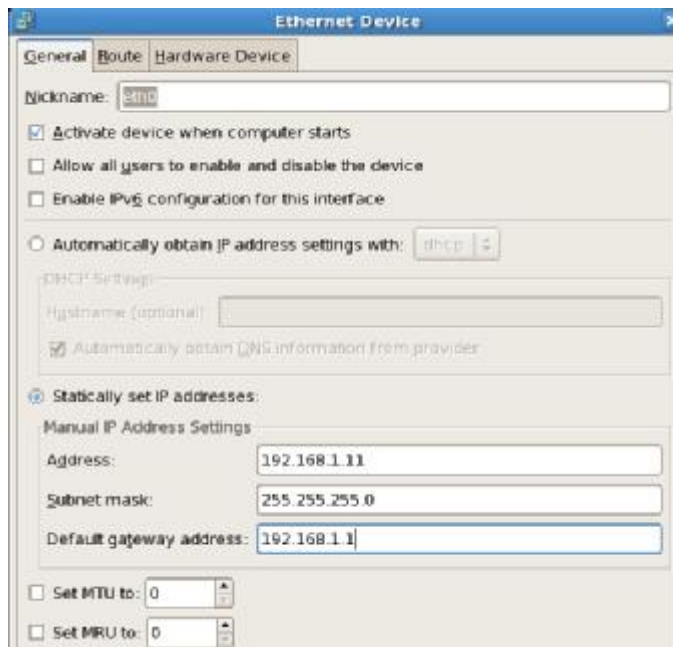 Ethernet Device
General Route Hardware Device
Nickname: eth0
Activate device when computer starts
Allow all users to enable and disable the device
Enable IPv6 configuration for this interface
Automatically obtain IP address settings with: dhcp
DHCP Settings
Hostname (optional)
Automatically obtain DNS information from provider
Statically set IP addresses:
Manual IP Address Settings
Address: 192.168.1.11
Subnet mask: 255.255.255.0
Default gateway address: 192.168.1.1
Set MTU to: 0
Set MRU to: 0